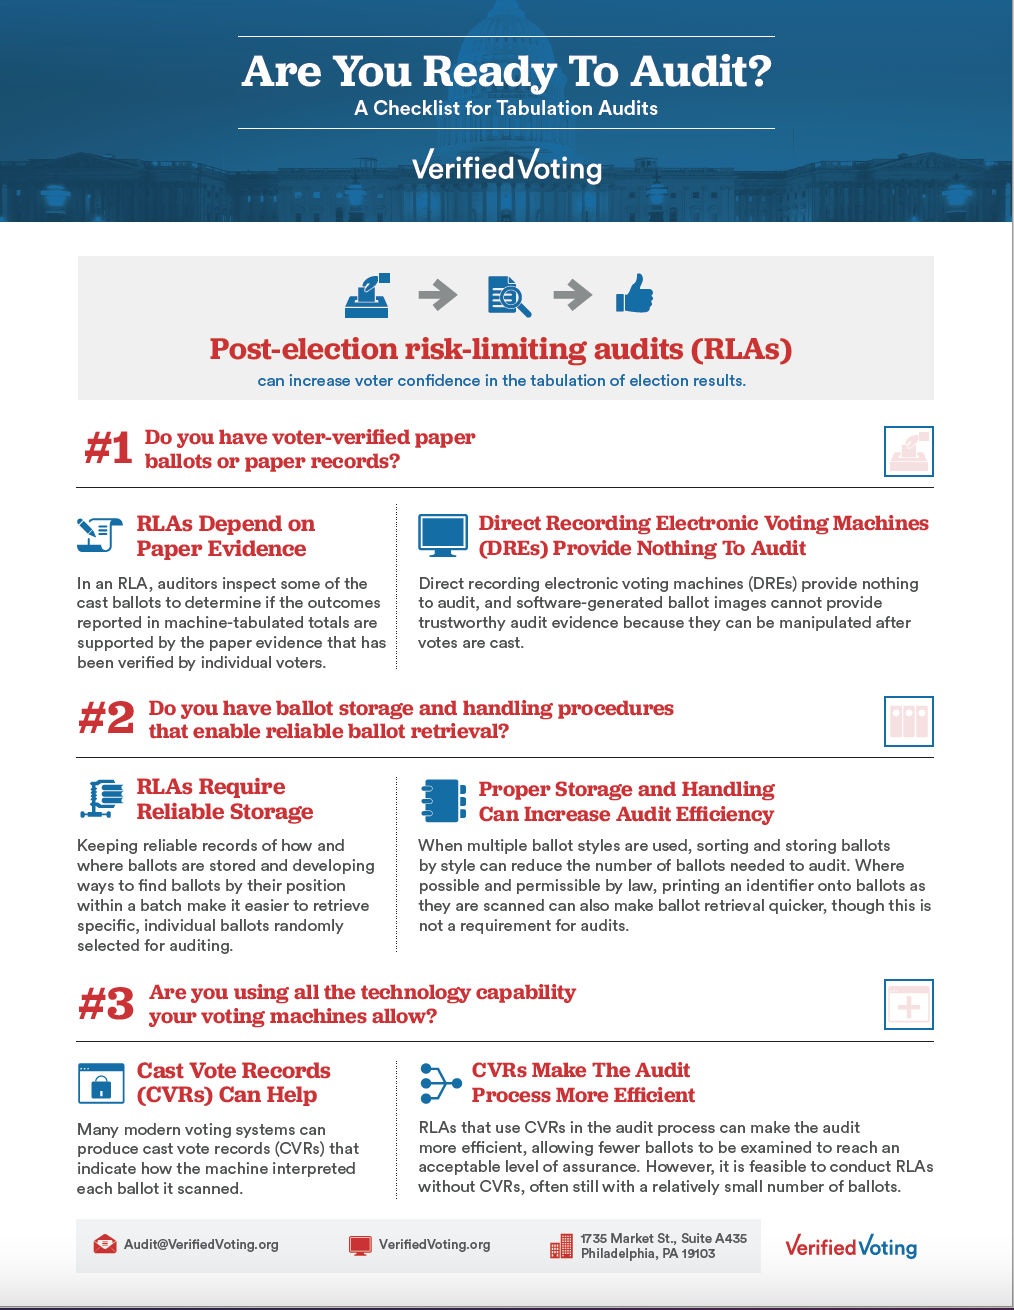 Are You Ready To Audit?
A Checklist for Tabulation Audits
VerifiedVoting
Post-election risk-limiting audits (RLAs)
can increase voter confidence in the tabulation of election results.
#1 Do you have voter-verified paper
ballots or paper records?
RLAs Depend on
Paper Evidence
In an RLA, auditors inspect some of the
cast ballots to determine if the outcomes
reported in machine-tabulated totals are
supported by the paper evidence that has
been verified by individual voters.
Direct Recording Electronic Voting Machines
(DREs) Provide Nothing To Audit
Direct recording electronic voting machines (DREs) provide nothing
to audit, and software-generated ballot images cannot provide
trustworthy audit evidence because they can be manipulated after
votes are cast.
#2 Do you have ballot storage and handling procedures
that enable reliable ballot retrieval?
RLAs Require
Reliable Storage
Keeping reliable records of how and
where ballots are stored and developing
ways to find ballots by their position
within a batch make it easier to retrieve
specific, individual ballots randomly
selected for auditing.
Proper Storage and Handling
Can Increase Audit Efficiency
When multiple ballot styles are used, sorting and storing ballots
by style can reduce the number of ballots needed to audit. Where
possible and permissible by law, printing an identifier onto ballots as
they are scanned can also make ballot retrieval quicker, though this is
not a requirement for audits.
#3 Are you using all the technology capability
your voting machines allow?
Cast Vote Records
(CVRs) Can Help
Many modern voting systems can
produce cast vote records (CVRs) that
indicate how the machine interpreted
each ballot it scanned.
CVRs Make The Audit
Process More Efficient
RLAs that use CVRs in the audit process can make the audit
more efficient, allowing fewer ballots to be examined to reach an
acceptable level of assurance. However, it is feasible to conduct RLAs
without CVRs, often still with a relatively small number of ballots.
Audit@VerifiedVoting.org
VerifiedVoting.org
1735 Market St., Suite A435
Philadelphia, PA 19103
VerifiedVoting